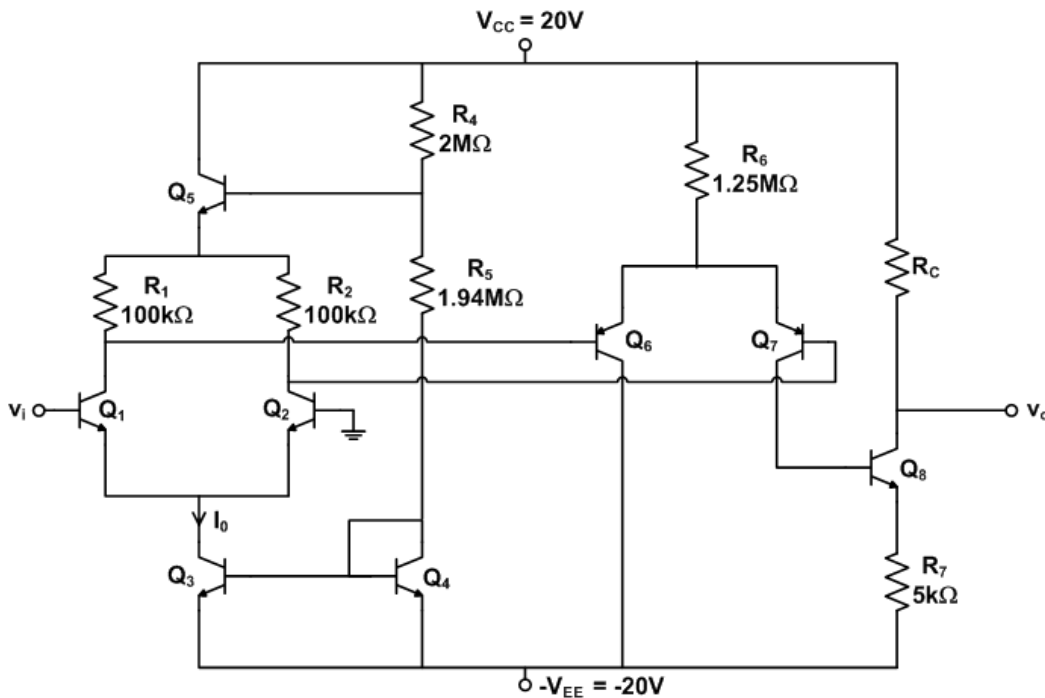 V_CC = 20V
R_4
2MΩ
R_6
1.25MΩ
Q_5
R_1
100kΩ
R_2
100kΩ
R_5
1.94MΩ
R_C
Q_6
Q_7
v_i
Q_1
Q_2
v_o
Q_8
I_0
Q_3
Q_4
R_7
5kΩ
-V_EE = -20V